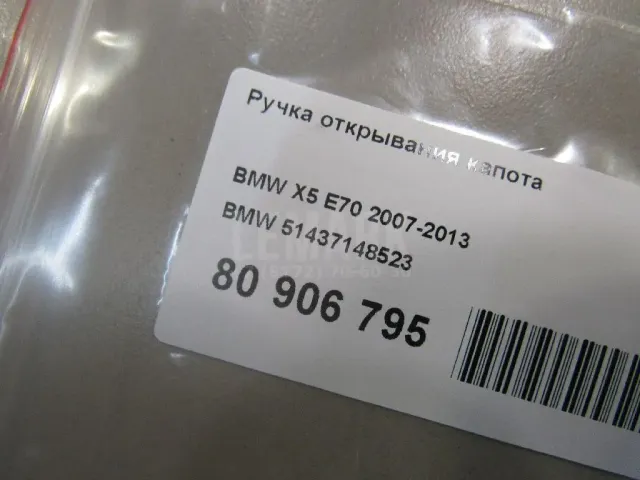 Ручка открывания капота
BMW X5 E70 2007-2013
BMW 51437148523
80 906 795